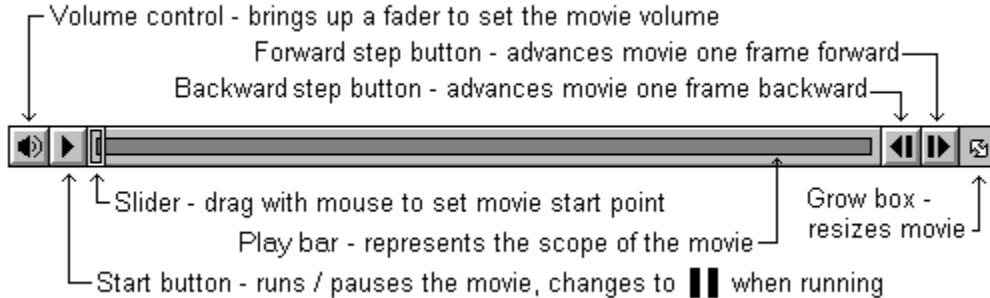 Volume control - brings up a fader to set the movie volume
Forward step button - advances movie one frame forward
Backward step button - advances movie one frame backward
Slider - drag with mouse to set movie start point
Grow box -
resizes movie
Play bar - represents the scope of the movie
Start button - runs / pauses the movie, changes to ▮▮ when running